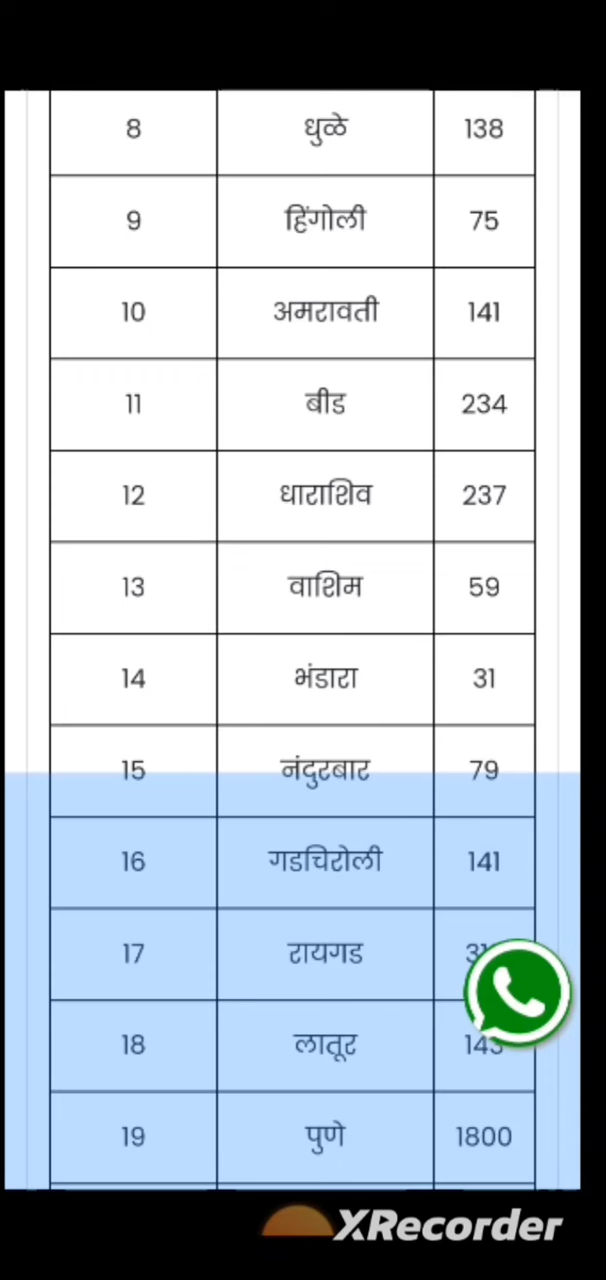 8 धुळे 138
9 हिंगोली 75
10 अमरावती 141
11 बीड 234
12 धाराशिव 237
13 वाशिम 59
14 भंडारा 31
15 नंदुरबार 79
16 गडचिरोली 141
17 रायगड
18 लातूर 143
19 पुणे 1800
XRecorder